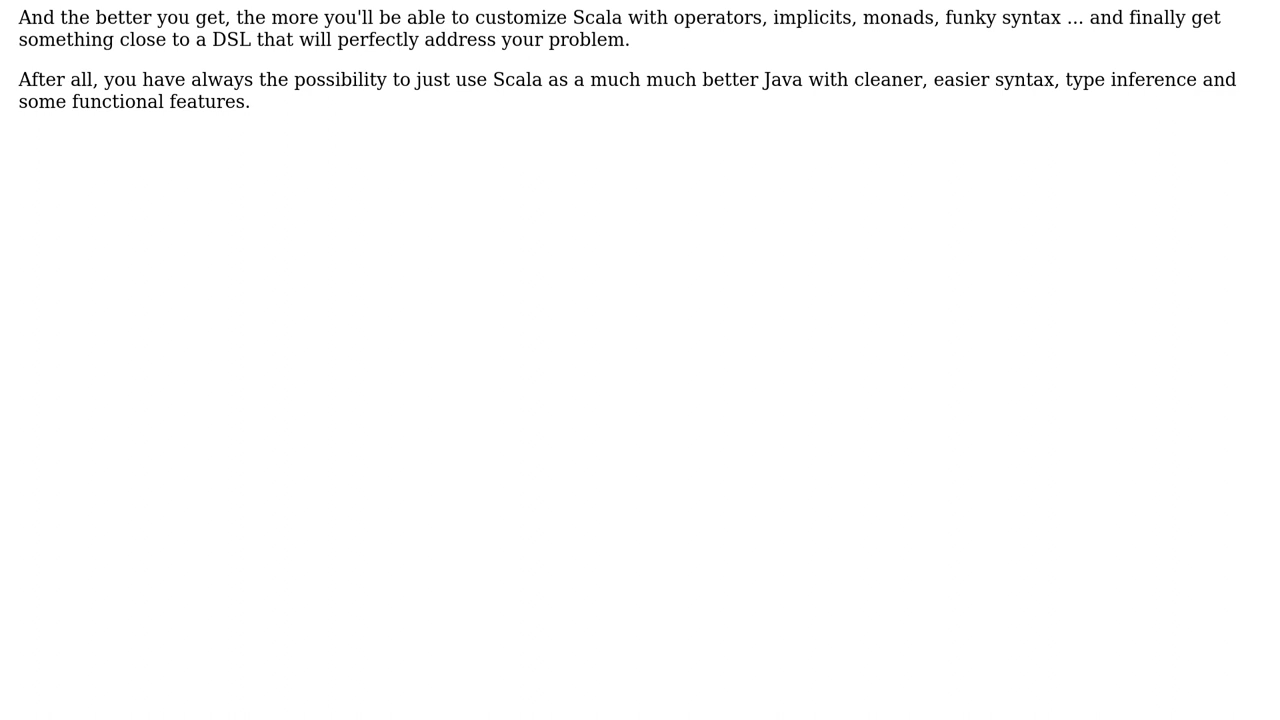 And the better you get, the more you'll be able to customize Scala with operators, implicits, monads, funky syntax ... and finally get
something close to a DSL that will perfectly address your problem.
After all, you have always the possibility to just use Scala as a much much better Java with cleaner, easier syntax, type inference and
some functional features.